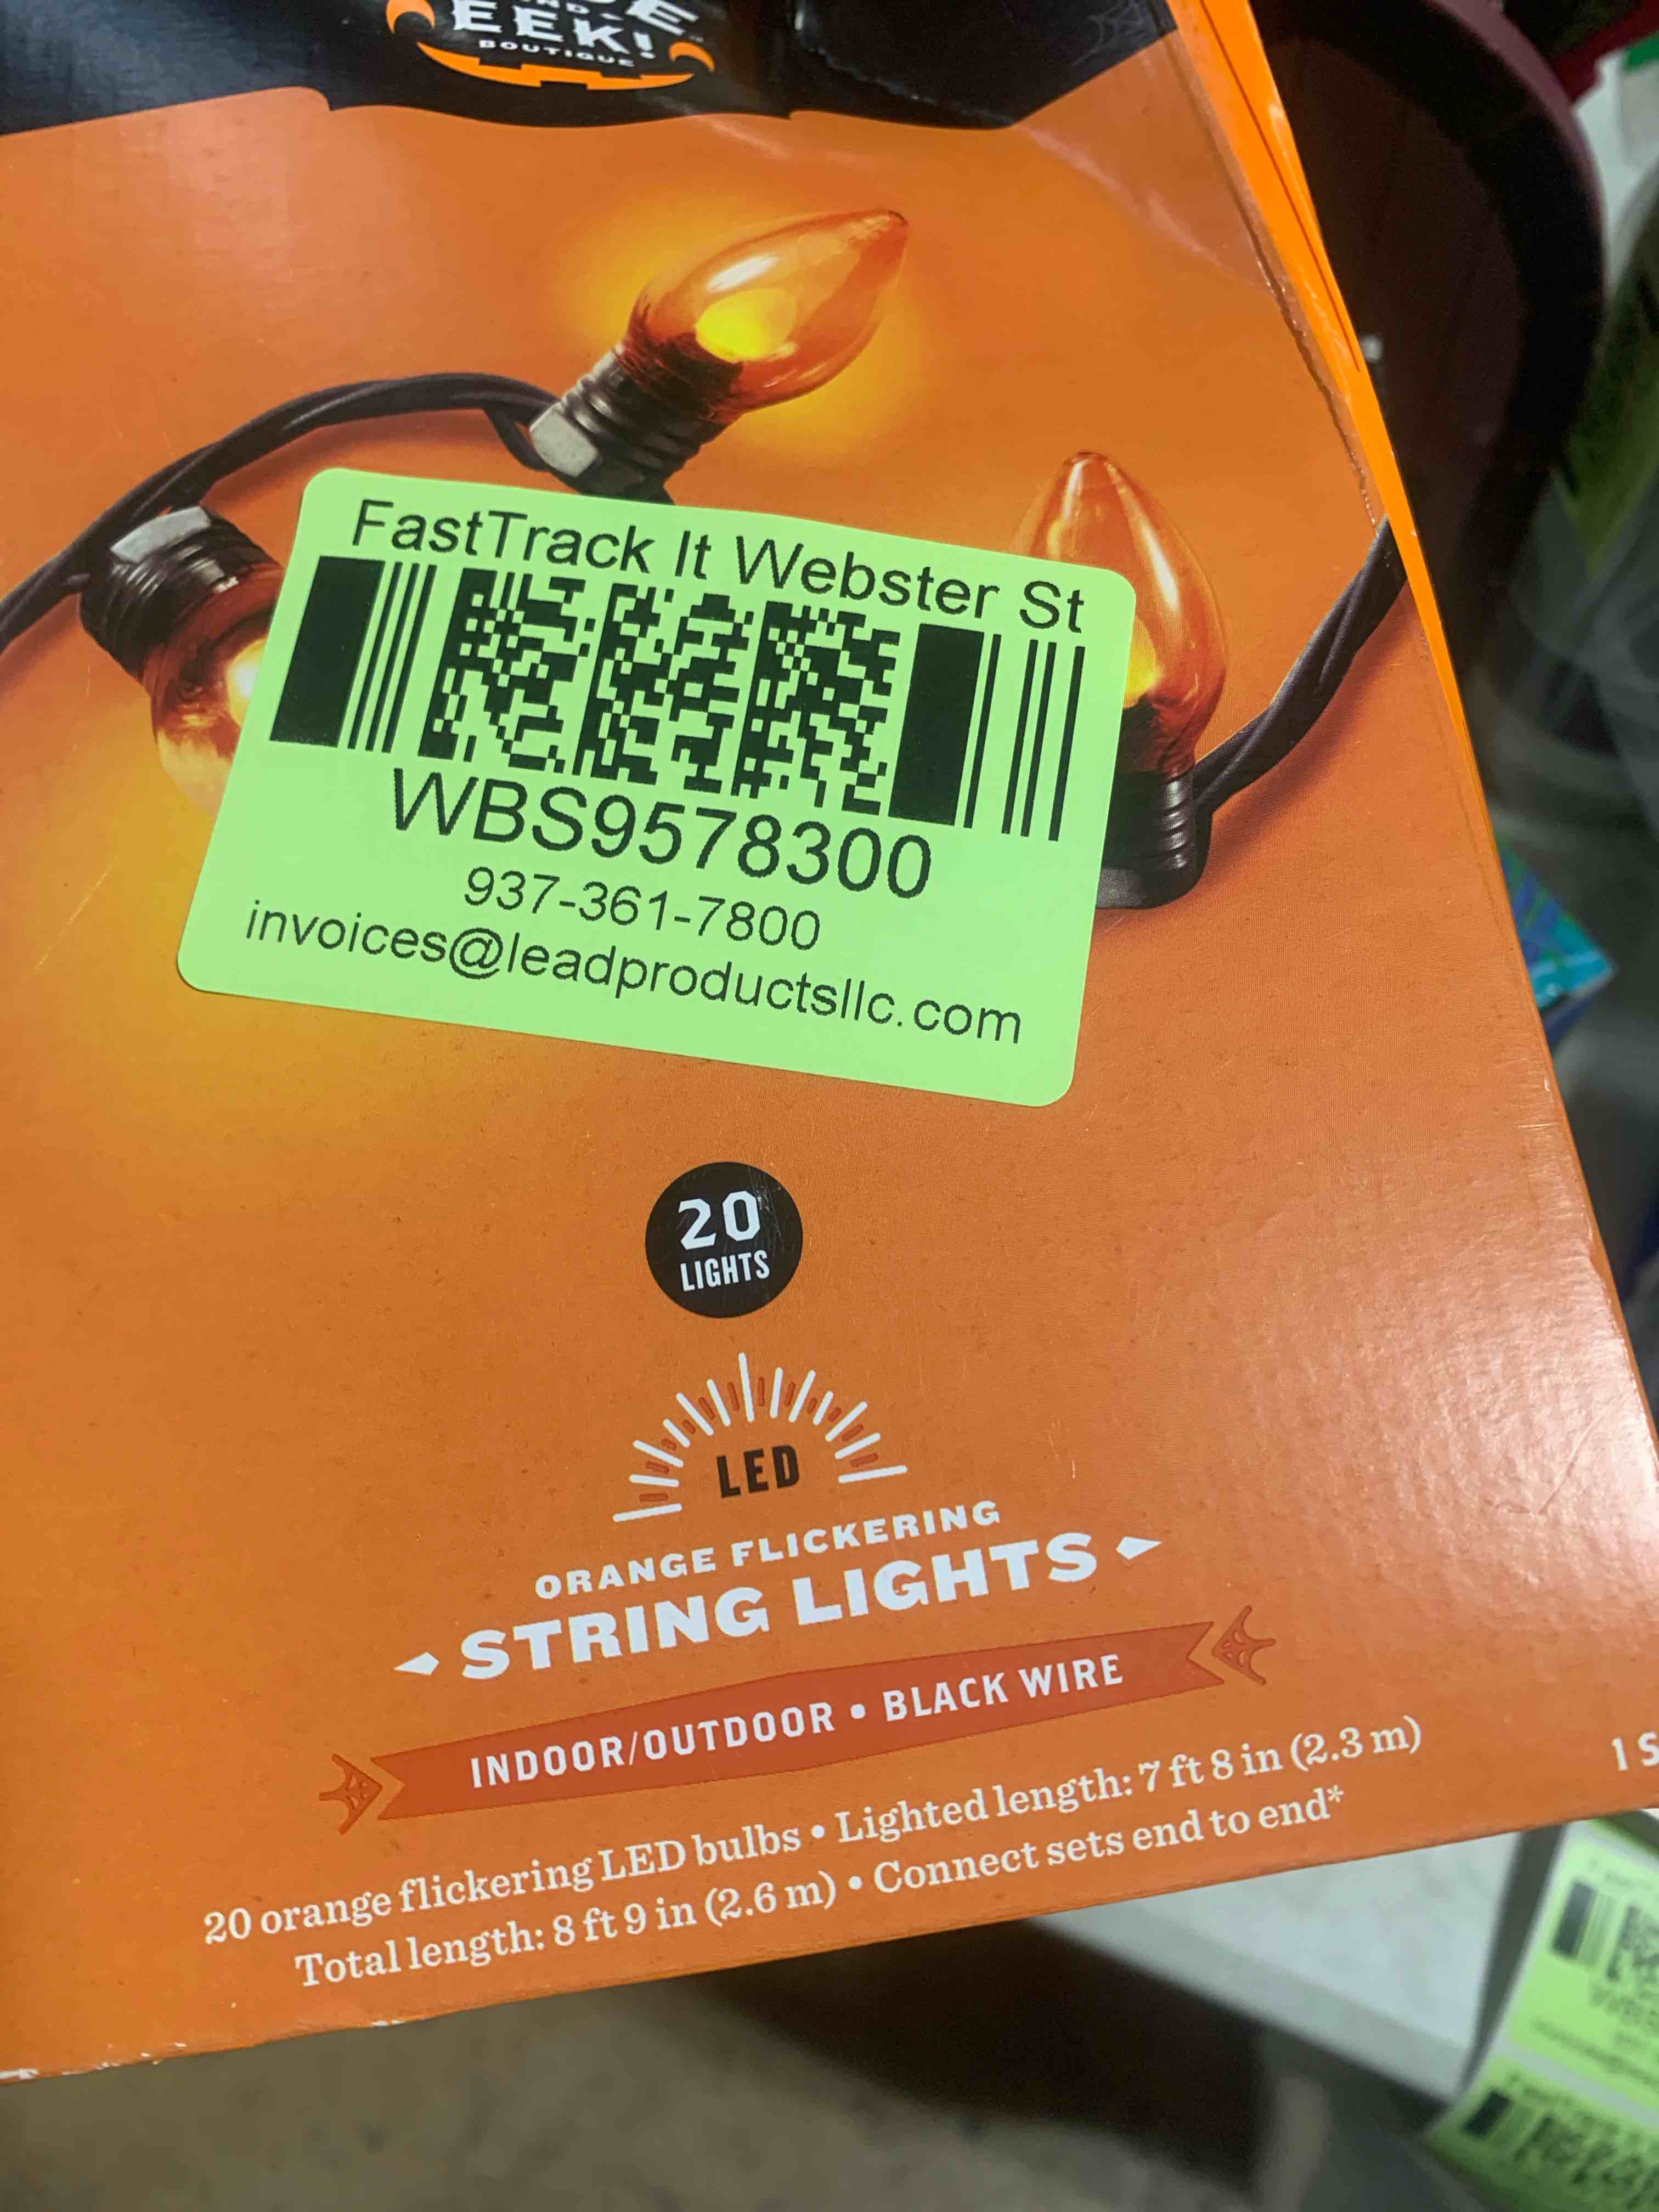 EEK!
BOUTIQUE
FastTrack It Webster St
WBS9578300
937-361-7800
invoices@leadproductsllc.com
20
LIGHTS
LED
ORANGE FLICKERING
STRING LIGHTS
INDOOR/OUTDOOR • BLACK WIRE
20 orange flickering LED bulbs • Lighted length: 7 ft 8 in (2.3 m)
Total length: 8 ft 9 in (2.6 m) • Connect sets end to end*
1 S